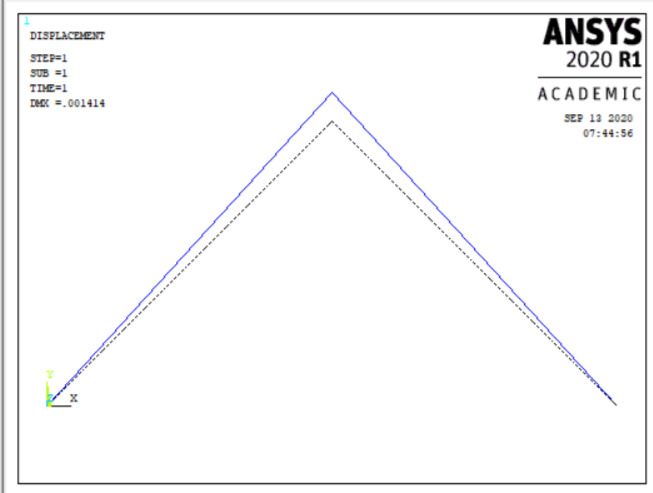 1
DISPLACEMENT
STEP=1
SUB =1
TIME=1
DMX =.001414
ANSYS
2020 R1
ACADEMIC
SEP 13 2020
07:44:56
Y
X